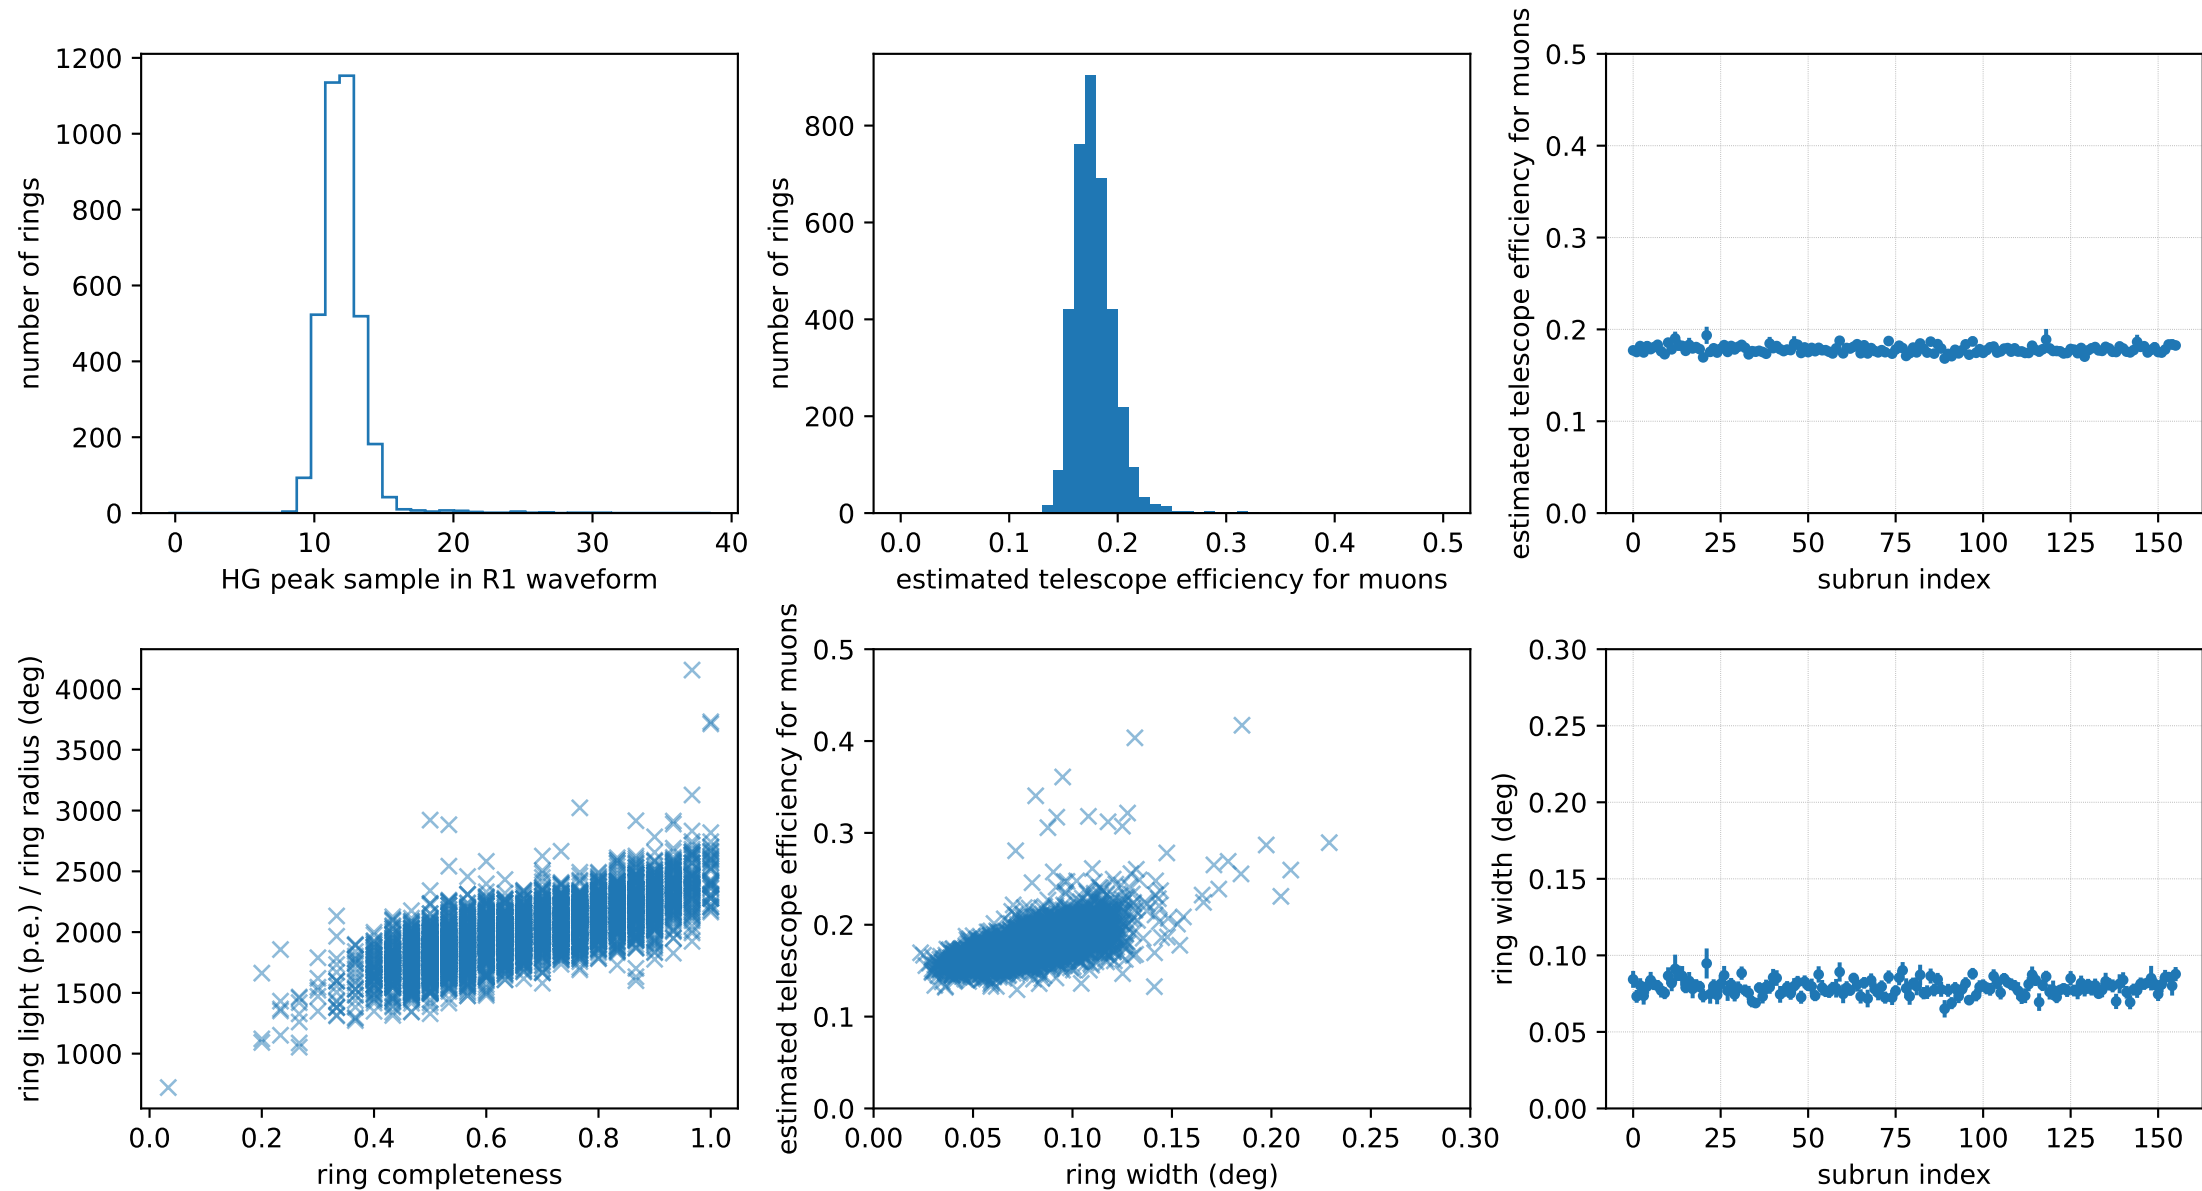 1200
1000
800
600
400
200
0
number of rings
0 10 20 30 40
HG peak sample in R1 waveform
800
600
400
200
0
number of rings
0.0 0.1 0.2 0.3 0.4 0.5
estimated telescope efficiency for muons
0.5
0.4
0.3
0.2
0.1
0.0
estimated telescope efficiency for muons
0 25 50 75 100 125 150
subrun index
4000
3500
3000
2500
2000
1500
1000
ring light (p.e.) / ring radius (deg)
0.0 0.2 0.4 0.6 0.8 1.0
ring completeness
0.5
0.4
0.3
0.2
0.1
0.0
estimated telescope efficiency for muons
0.00 0.05 0.10 0.15 0.20 0.25 0.30
ring width (deg)
0.30
0.25
0.20
0.15
0.10
0.05
0.00
ring width (deg)
0 25 50 75 100 125 150
subrun index